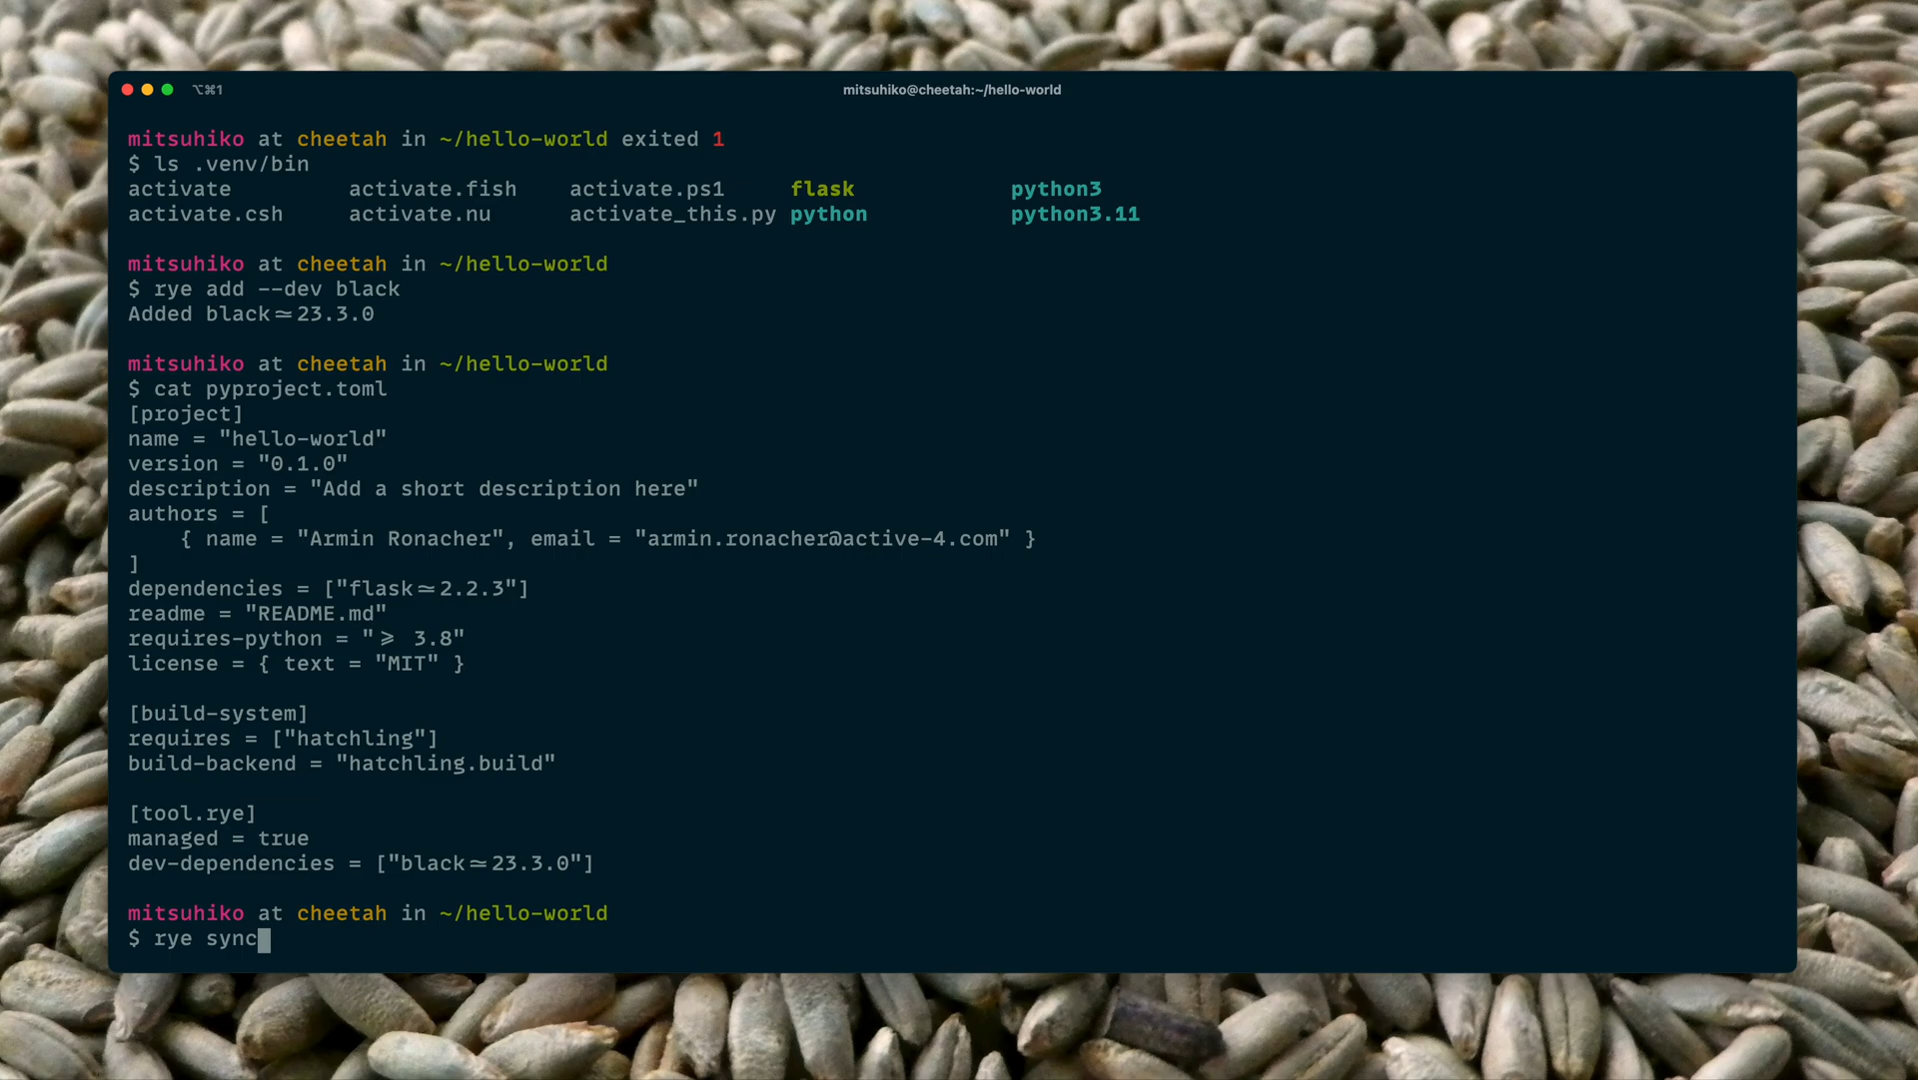 ⌥⌘1
mitsuhiko@cheetah:~/hello-world
mitsuhiko at cheetah in ~/hello-world exited 1
$ ls .venv/bin
activate activate.fish activate.ps1 flask python3
activate.csh activate.nu activate_this.py python python3.11
mitsuhiko at cheetah in ~/hello-world
$ rye add --dev black
Added black~=23.3.0
mitsuhiko at cheetah in ~/hello-world
$ cat pyproject.toml
[project]
name = "hello-world"
version = "0.1.0"
description = "Add a short description here"
authors = [
    { name = "Armin Ronacher", email = "armin.ronacher@active-4.com" }
]
dependencies = ["flask~=2.2.3"]
readme = "README.md"
requires-python = ">= 3.8"
license = { text = "MIT" }
[build-system]
requires = ["hatchling"]
build-backend = "hatchling.build"
[tool.rye]
managed = true
dev-dependencies = ["black~=23.3.0"]
mitsuhiko at cheetah in ~/hello-world
$ rye sync